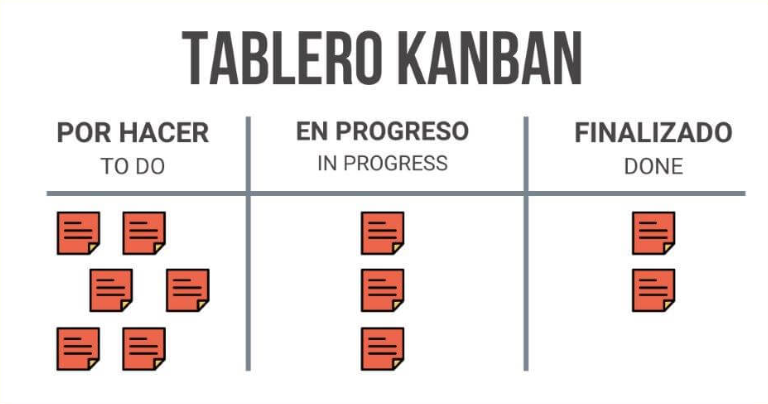 TABLERO KANBAN
POR HACER
TO DO
EN PROGRESO
IN PROGRESS
FINALIZADO
DONE